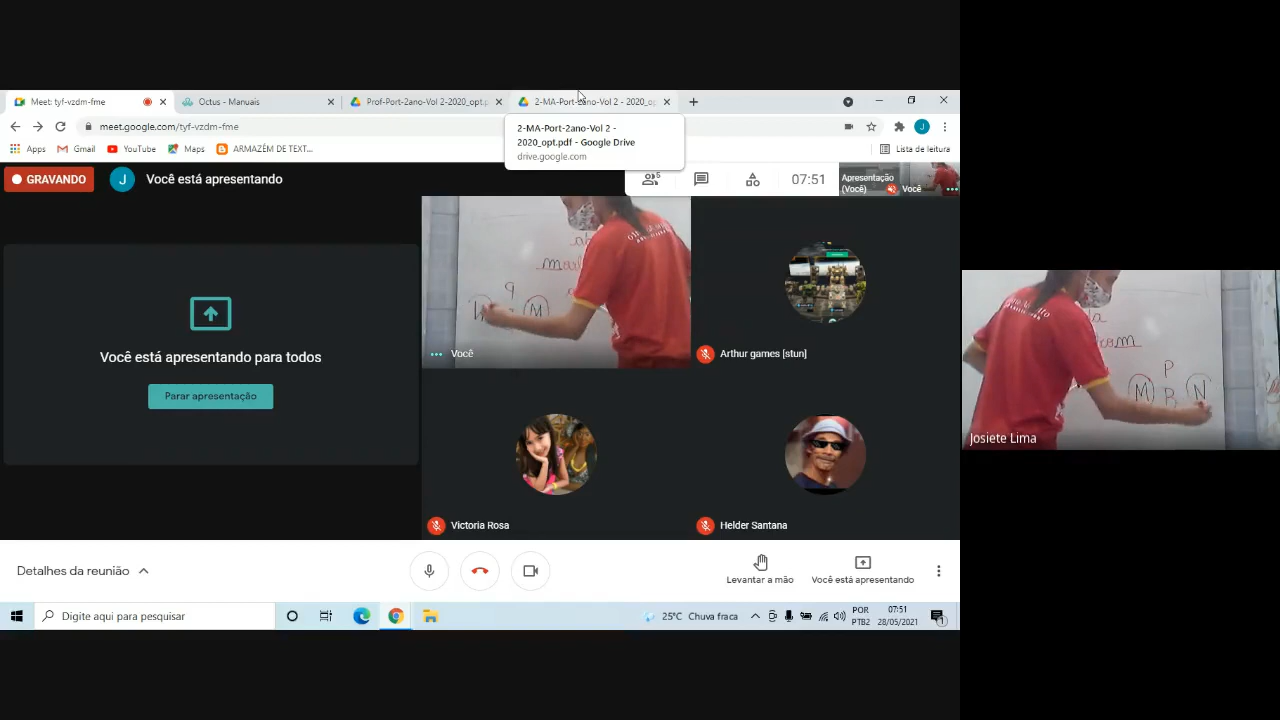 Meet: tyf-vzdm-fme
Octus - Manuais
Prof-Port-2ano-Vol 2-2020_opt.p
2-MA-Port-2ano-Vol 2 - 2020_op
meet.google.com/tyf-vzdm-fme
J
2-MA-Port-2ano-Vol 2 -
2020_opt.pdf - Google Drive
drive.google.com
Apps
Gmail
YouTube
Maps
ARMAZÉM DE TEXT...
Lista de leitura
GRAVANDO
J
Você está apresentando
5
07:51
Apresentação
(Você)
Você
Você está apresentando para todos
Parar apresentação
M
Você
Arthur games [stun]
Victoria Rosa
Helder Santana
P
M B N
Josiete Lima
Detalhes da reunião
Levantar a mão
Você está apresentando
Digite aqui para pesquisar
25°C Chuva fraca
POR
PTB2
07:51
28/05/2021
1